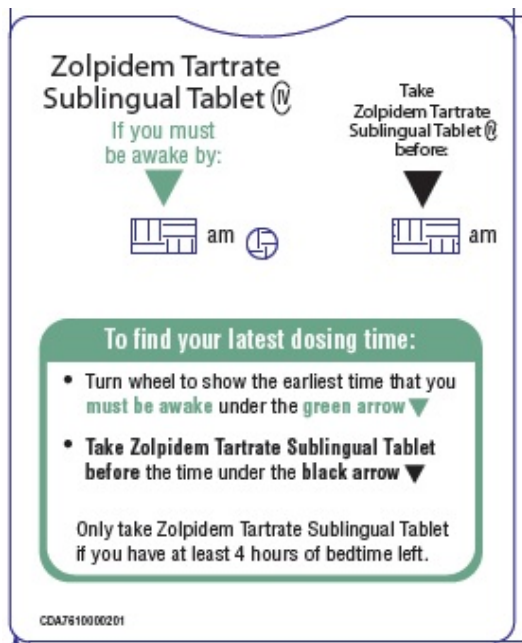 Zolpidem Tartrate
Sublingual Tablet IV
If you must
be awake by:
am
Take
Zolpidem Tartrate
Sublingual Tablet IV
before:
am
To find your latest dosing time:
• Turn wheel to show the earliest time that you
must be awake under the green arrow ▼
• Take Zolpidem Tartrate Sublingual Tablet
before the time under the black arrow ▼
Only take Zolpidem Tartrate Sublingual Tablet
if you have at least 4 hours of bedtime left.
CDA7610000201